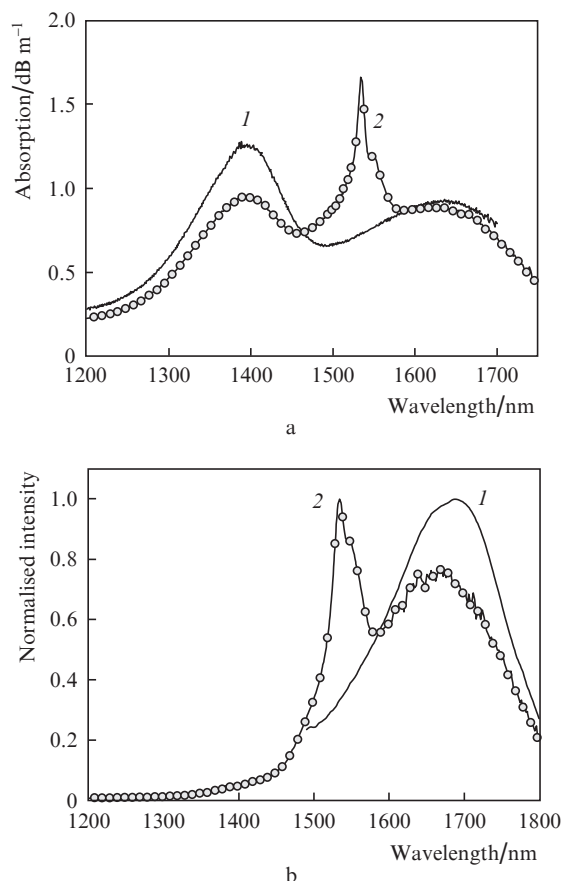 Absorption/dB m⁻¹
2.0
1.5
1.0
0.5
0
1
2
1200 1300 1400 1500 1600 1700
Wavelength/nm
a
Normalised intensity
1.0
0.8
0.6
0.4
0.2
0
2
1
1200 1300 1400 1500 1600 1700 1800
Wavelength/nm
b